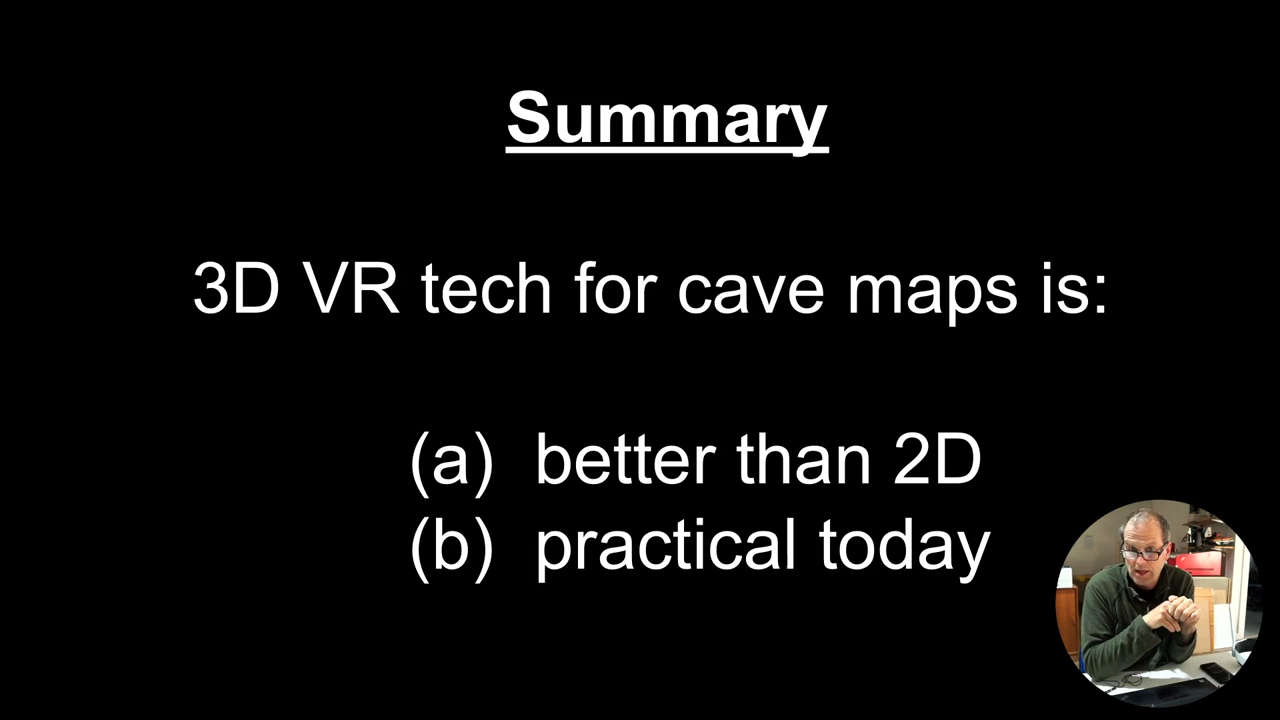 Summary
3D VR tech for cave maps is:
(a) better than 2D
(b) practical today